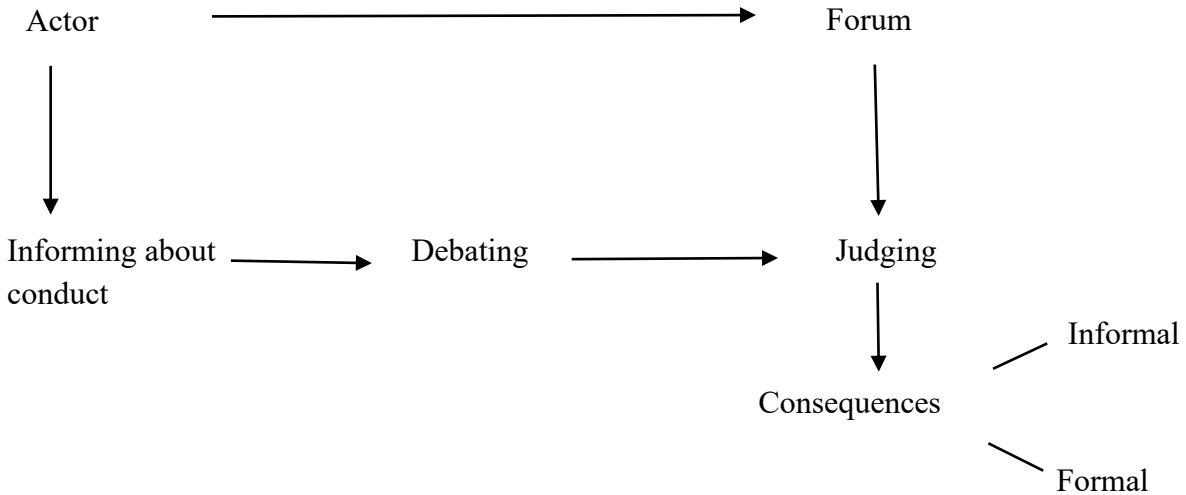 Actor
Forum
Informing about
conduct
Debating
Judging
Informal
Consequences
Formal